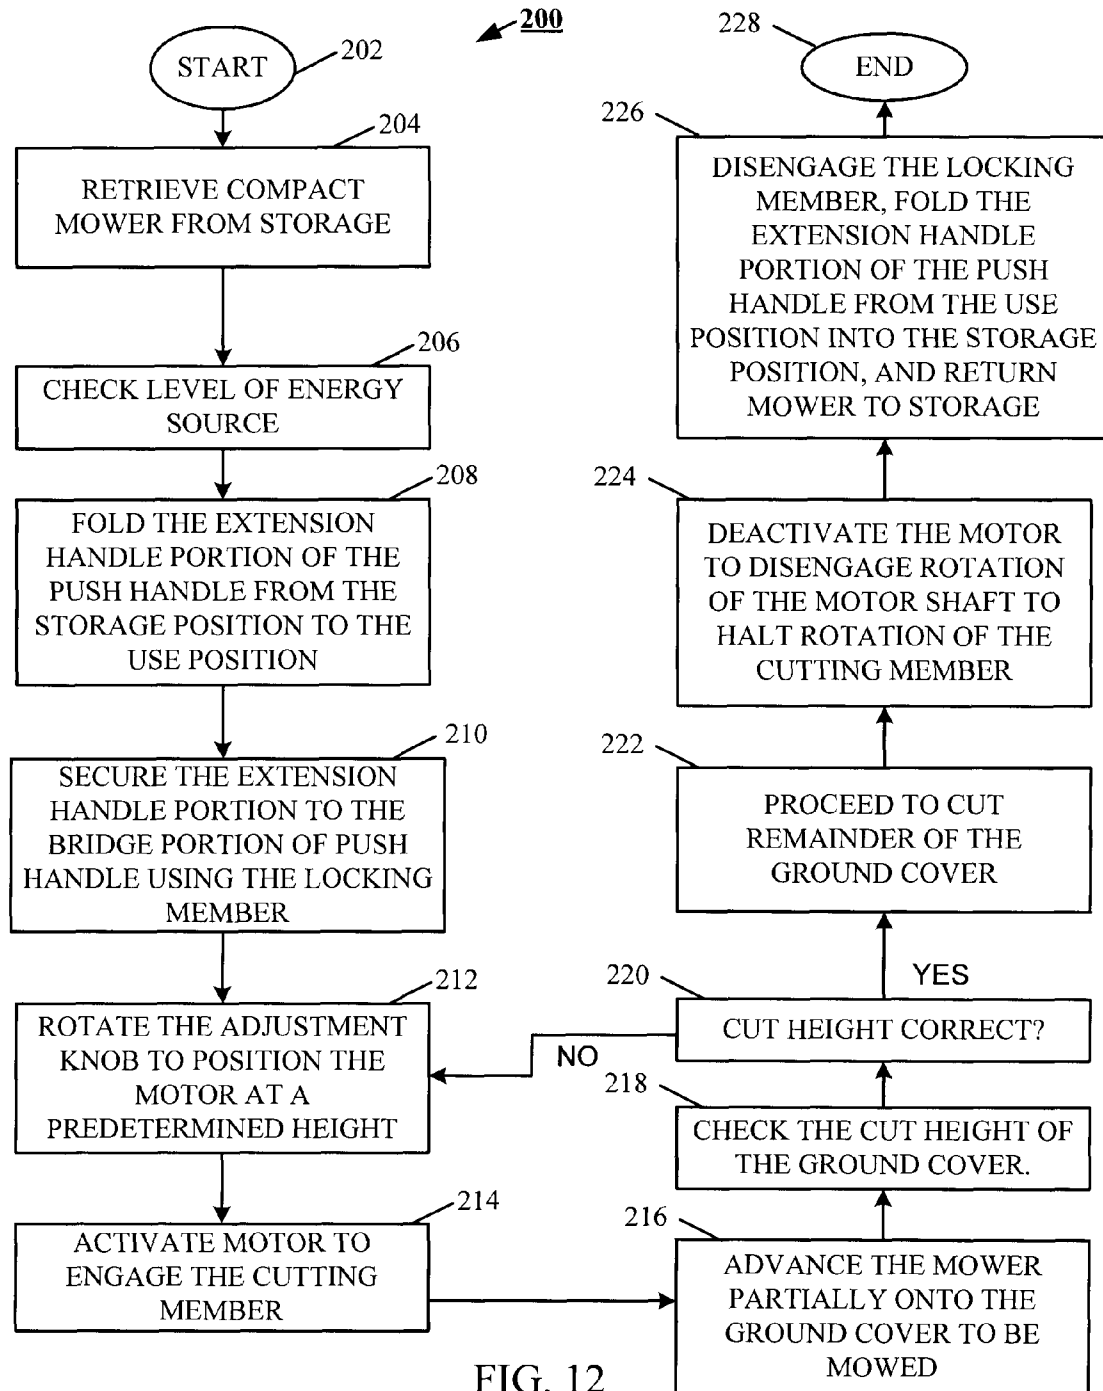 200
START
202
204
RETRIEVE COMPACT
MOWER FROM STORAGE
206
CHECK LEVEL OF ENERGY
SOURCE
208
FOLD THE EXTENSION
HANDLE PORTION OF THE
PUSH HANDLE FROM THE
STORAGE POSITION TO THE
USE POSITION
210
SECURE THE EXTENSION
HANDLE PORTION TO THE
BRIDGE PORTION OF PUSH
HANDLE USING THE LOCKING
MEMBER
212
ROTATE THE ADJUSTMENT
KNOB TO POSITION THE
MOTOR AT A
PREDETERMINED HEIGHT
214
ACTIVATE MOTOR TO
ENGAGE THE CUTTING
MEMBER
216
ADVANCE THE MOWER
PARTIALLY ONTO THE
GROUND COVER TO BE
MOWED
218
CHECK THE CUT HEIGHT OF
THE GROUND COVER.
220
CUT HEIGHT CORRECT?
NO
YES
222
PROCEED TO CUT
REMAINDER OF THE
GROUND COVER
224
DEACTIVATE THE MOTOR
TO DISENGAGE ROTATION
OF THE MOTOR SHAFT TO
HALT ROTATION OF THE
CUTTING MEMBER
226
DISENGAGE THE LOCKING
MEMBER, FOLD THE
EXTENSION HANDLE
PORTION OF THE PUSH
HANDLE FROM THE USE
POSITION INTO THE STORAGE
POSITION, AND RETURN
MOWER TO STORAGE
228
END
FIG. 12